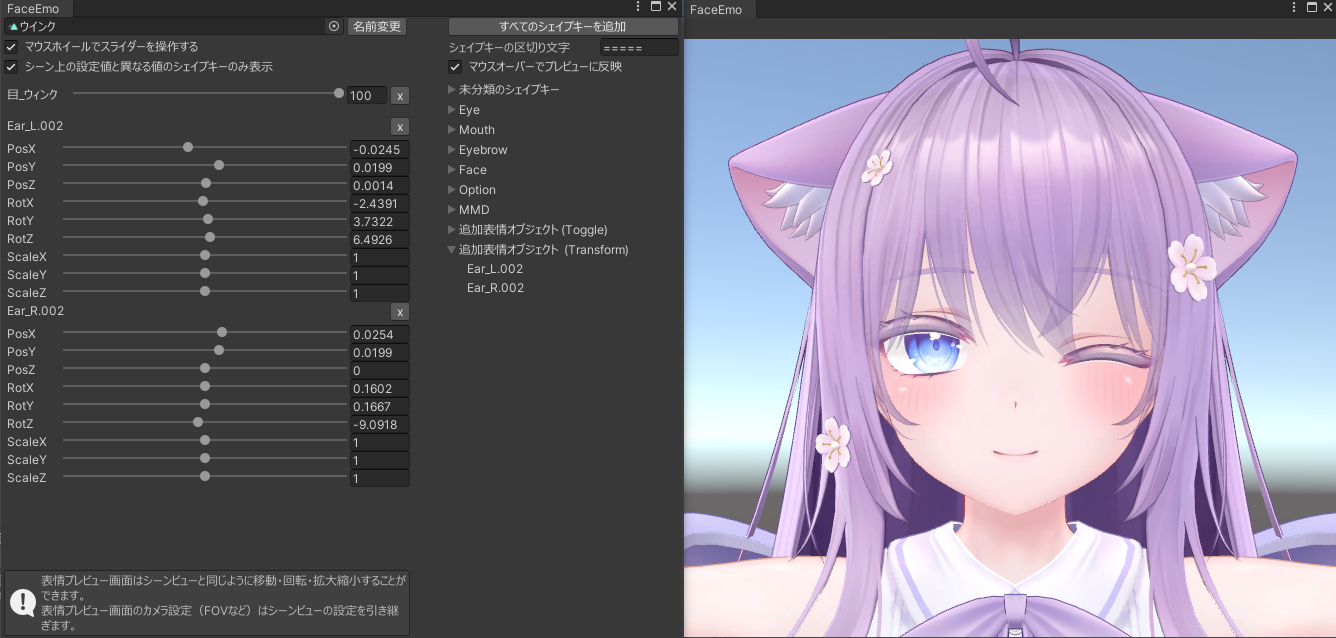 FaceEmo
ウインク
名前変更
マウスホイールでスライダーを操作する
シーン上の設定値と異なる値のシェイプキーのみ表示
目_ウィンク
100
x
Ear_L.002
x
PosX -0.0245
PosY 0.0199
PosZ 0.0014
RotX -2.4391
RotY 3.7322
RotZ 6.4926
ScaleX 1
ScaleY 1
ScaleZ 1
Ear_R.002
x
PosX 0.0254
PosY 0.0199
PosZ 0
RotX 0.1602
RotY 0.1667
RotZ -9.0918
ScaleX 1
ScaleY 1
ScaleZ 1
表情プレビュー画面はシーンビューと同じように移動・回転・拡大縮小することが
できます。
表情プレビュー画面のカメラ設定（FOVなど）はシーンビューの設定を引き継
ぎます。
すべてのシェイプキーを追加
シェイプキーの区切り文字
=====
マウスオーバーでプレビューに反映
未分類のシェイプキー
Eye
Mouth
Eyebrow
Face
Option
MMD
追加表情オブジェクト (Toggle)
追加表情オブジェクト (Transform)
Ear_L.002
Ear_R.002
FaceEmo